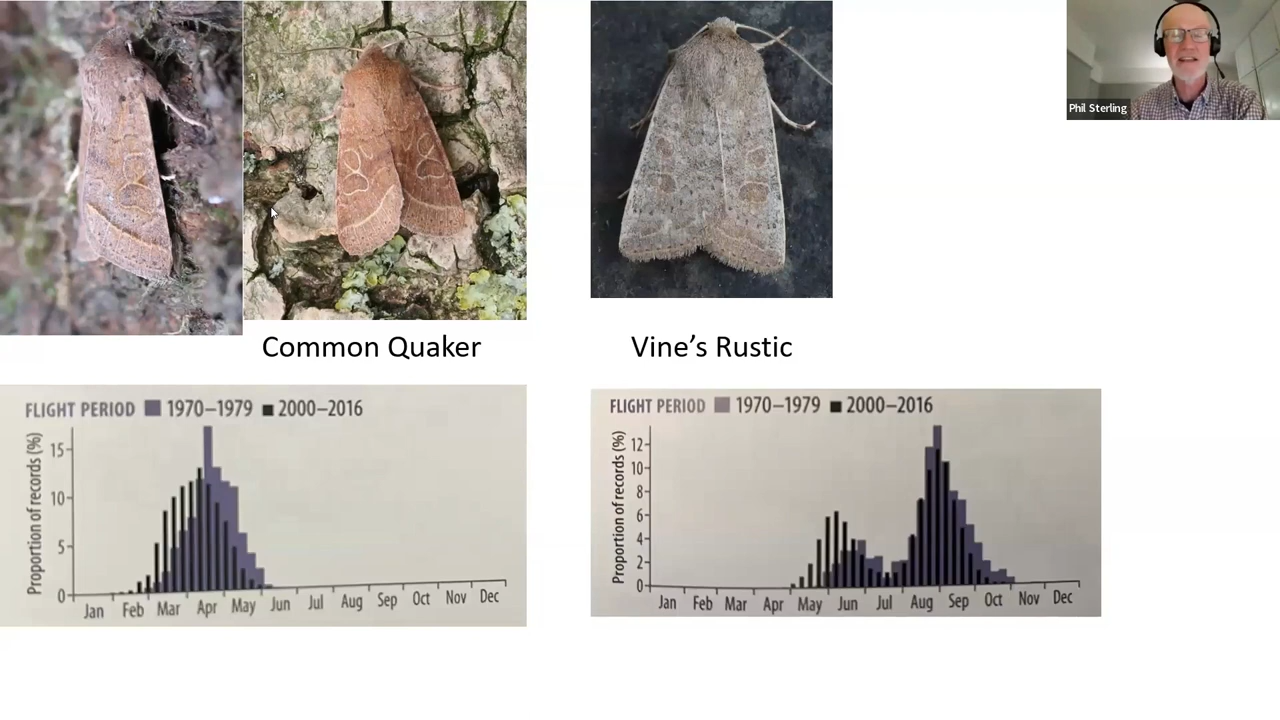 Phil Sterling
Common Quaker
Vine's Rustic
FLIGHT PERIOD 1970–1979 2000–2016
Proportion of records (%)
15
10
5
0
Jan Feb Mar Apr May Jun Jul Aug Sep Oct Nov Dec
FLIGHT PERIOD 1970–1979 2000–2016
Proportion of records (%)
12
10
8
6
4
2
0
Jan Feb Mar Apr May Jun Jul Aug Sep Oct Nov Dec